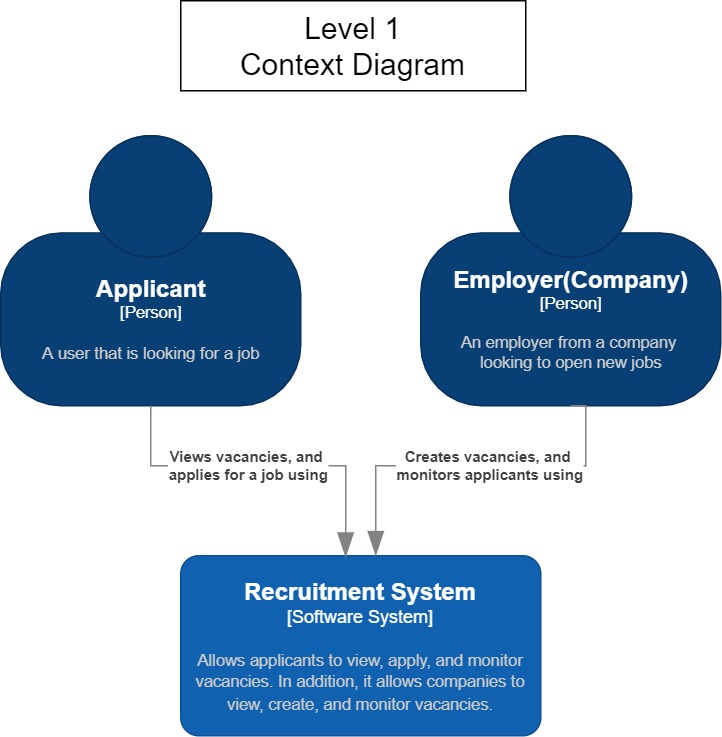 Level 1
Context Diagram
Applicant
[Person]
A user that is looking for a job
Employer(Company)
[Person]
An employer from a company
looking to open new jobs
Views vacancies, and
applies for a job using
Creates vacancies, and
monitors applicants using
Recruitment System
[Software System]
Allows applicants to view, apply, and monitor
vacancies. In addition, it allows companies to
view, create, and monitor vacancies.